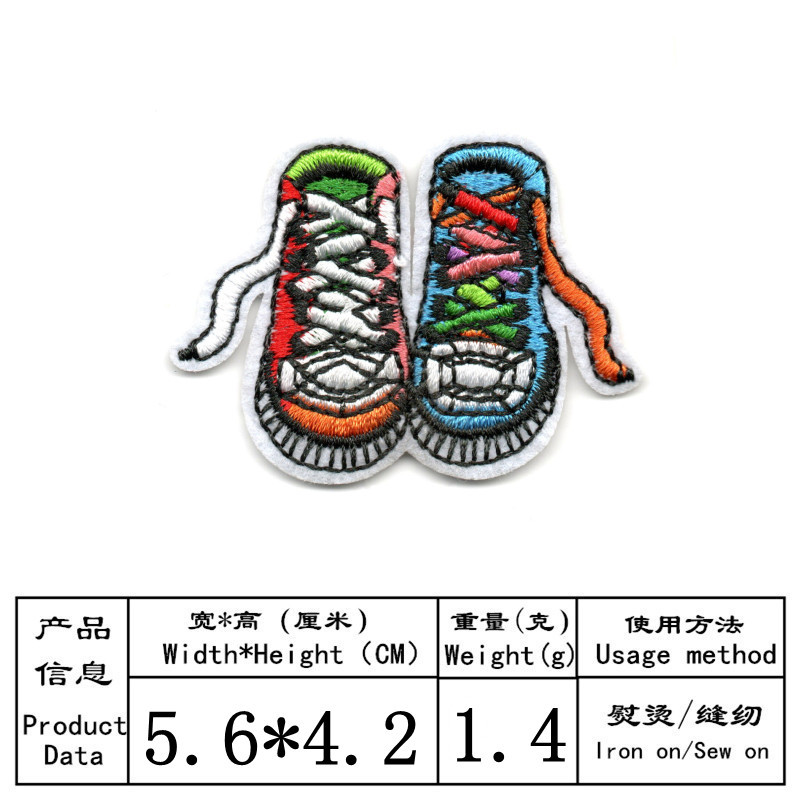 产品
信息
Product
Data
宽*高 (厘米)
Width*Height (CM)
重量(克)
Weight(g)
使用方法
Usage method
5.6*4.2
1.4
熨烫/缝纫
Iron on/Sew on